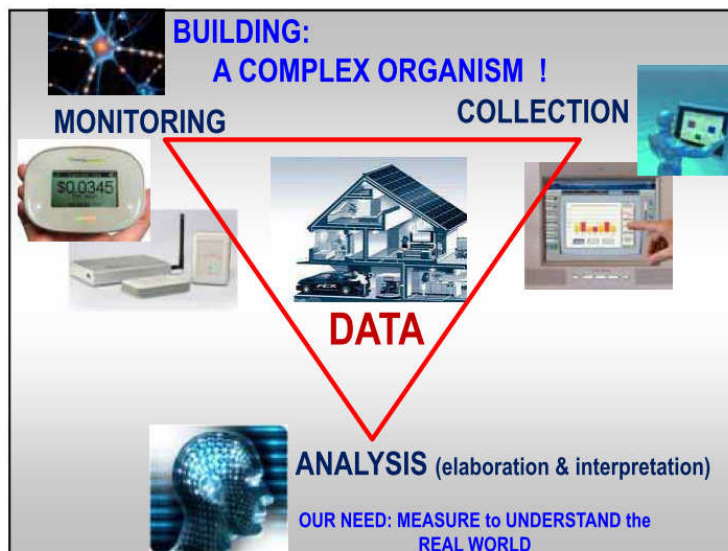 BUILDING:
A COMPLEX ORGANISM !
MONITORING
COLLECTION
$0.0345
DATA
ANALYSIS (elaboration & interpretation)
OUR NEED: MEASURE to UNDERSTAND the
REAL WORLD